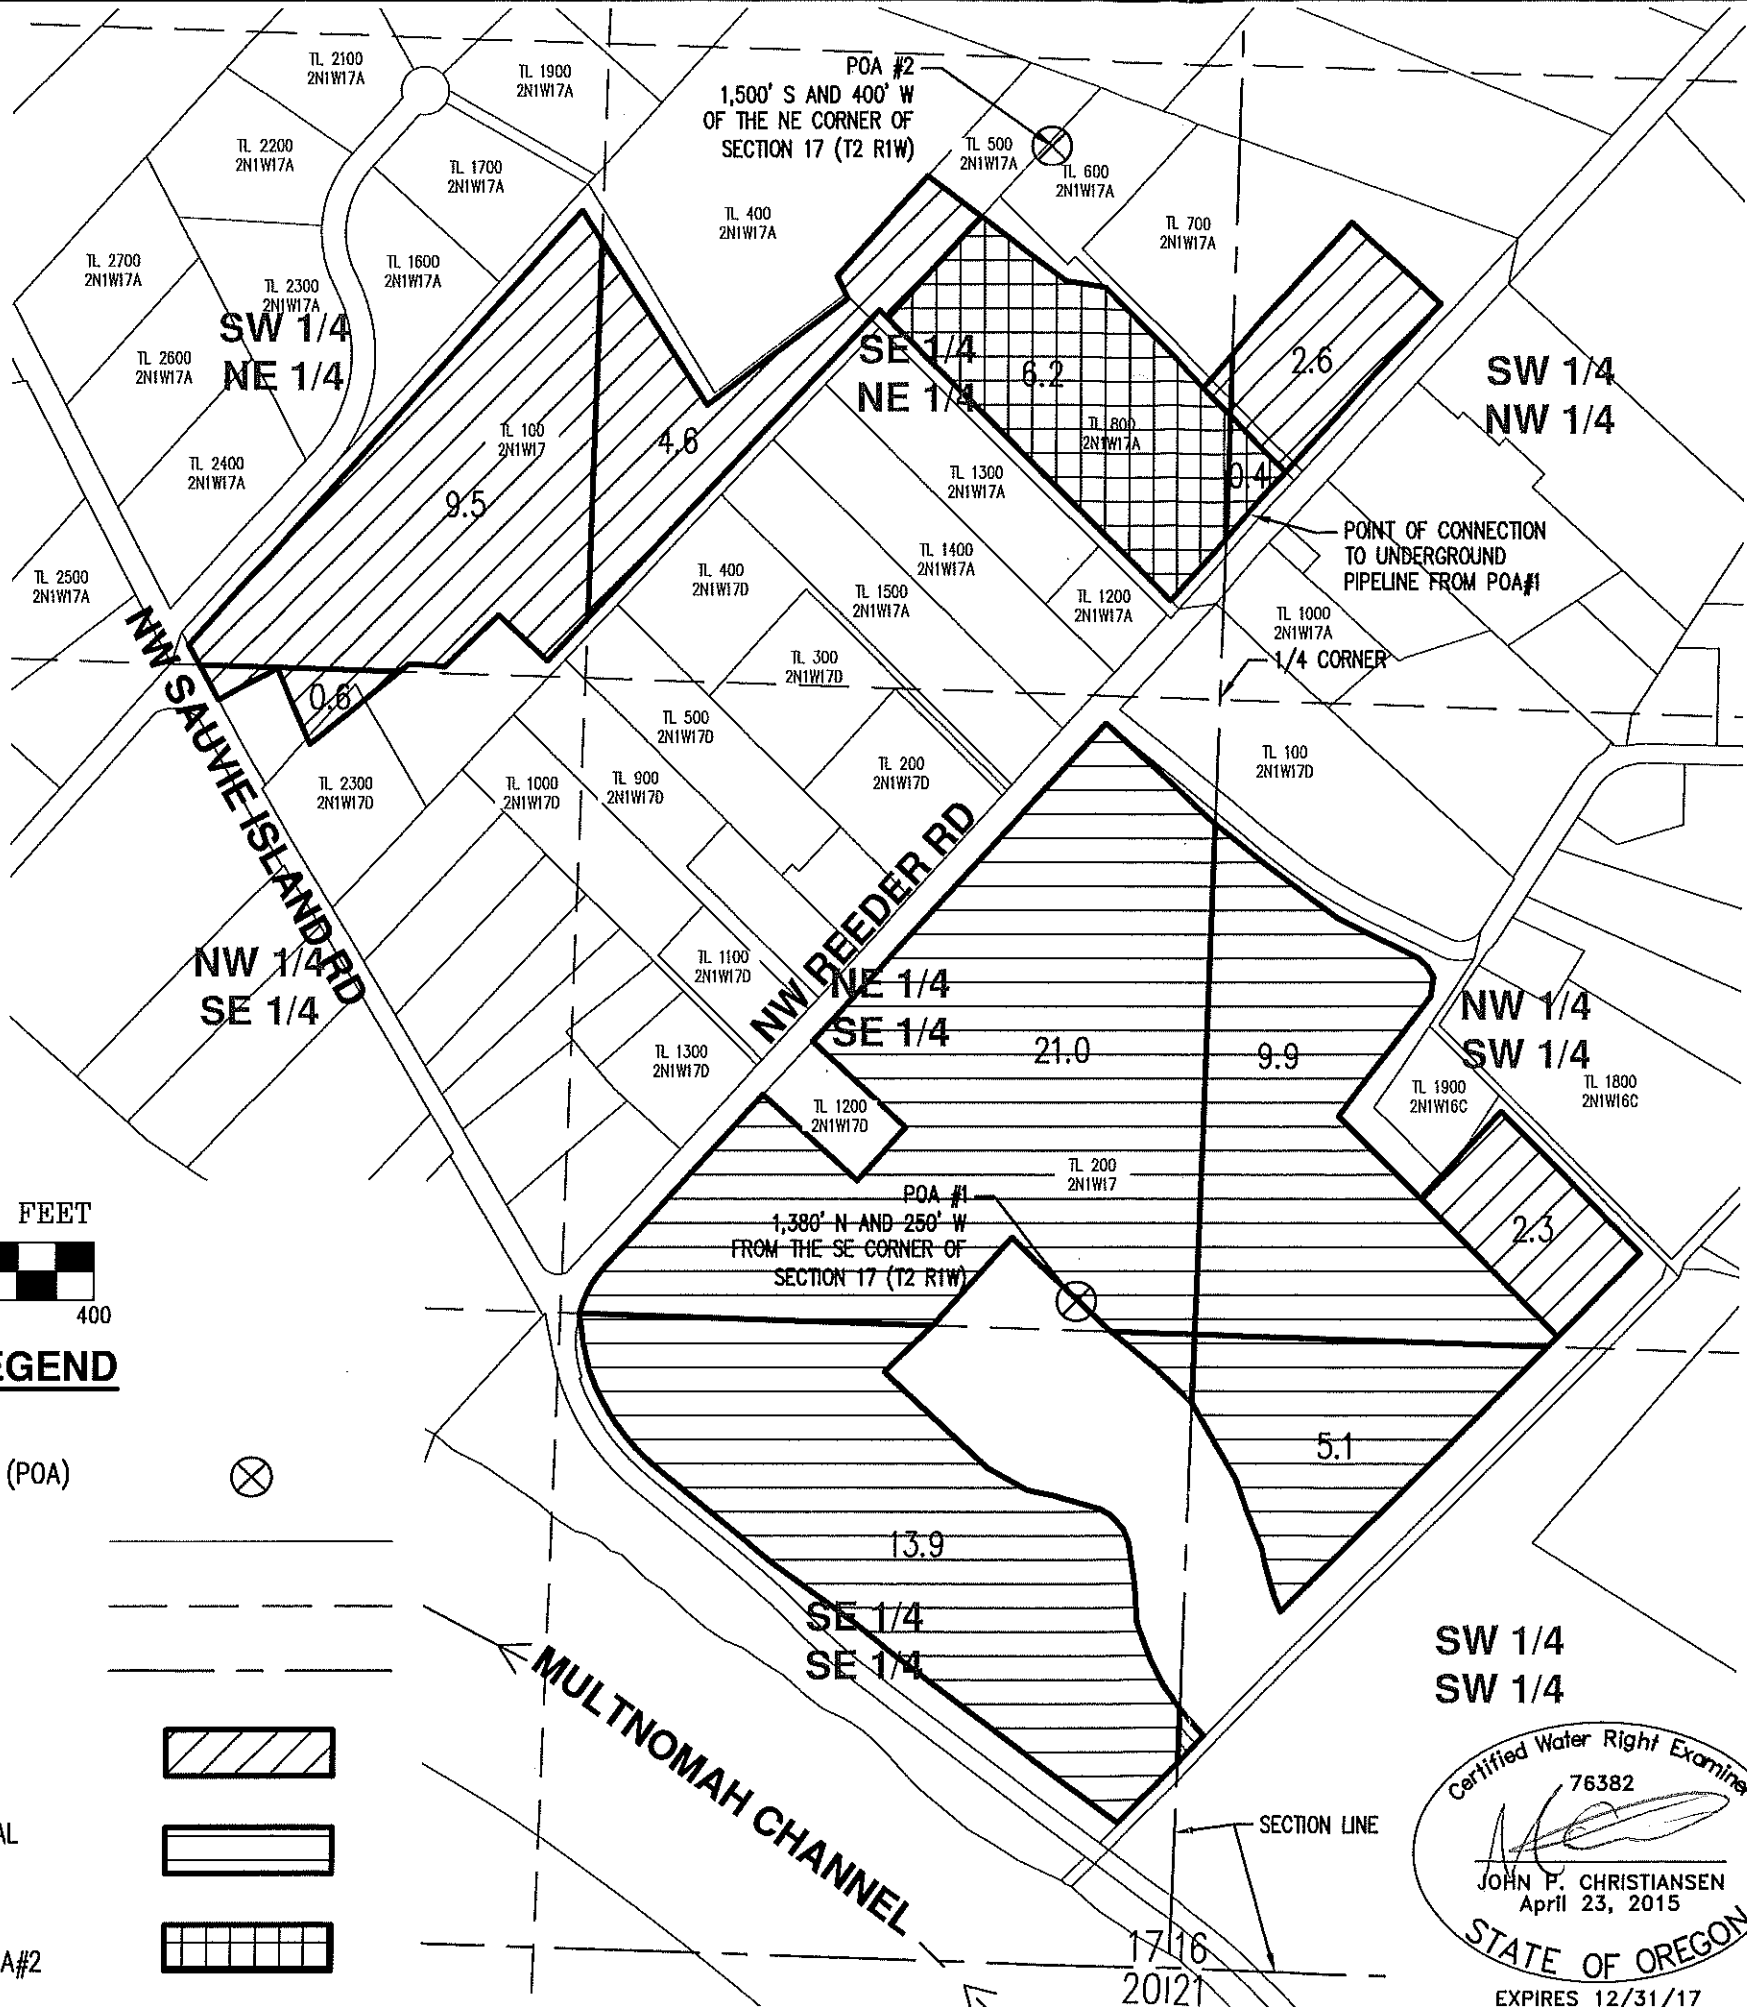 TL 2100
2N1W17A
TL 1900
2N1W17A
POA #2
1,500' S AND 400' W
OF THE NE CORNER OF
SECTION 17 (T2 R1W)
TL 2200
2N1W17A
TL 1700
2N1W17A
TL 500
2N1W17A
TL 600
2N1W17A
TL 400
2N1W17A
TL 700
2N1W17A
TL 2700
2N1W17A
TL 2300
2N1W17A
TL 1600
2N1W17A
SW 1/4
NE 1/4
TL 2600
2N1W17A
SE 1/4
NE 1/4
6.2
2.6
SW 1/4
NW 1/4
TL 100
2N1W17
4.6
TL 800
2N1W17A
TL 2400
2N1W17A
9.5
TL 1300
2N1W17A
0.4
POINT OF CONNECTION
TO UNDERGROUND
PIPELINE FROM POA#1
TL 2500
2N1W17A
TL 400
2N1W17D
TL 1400
2N1W17A
TL 1500
2N1W17A
TL 1200
2N1W17A
TL 1000
2N1W17A
NW SAUVIE ISLAND RD
TL 300
2N1W17D
1/4 CORNER
0.6
TL 500
2N1W17D
TL 2300
2N1W17D
TL 1000
2N1W17D
TL 900
2N1W17D
TL 200
2N1W17D
TL 100
2N1W17D
NW REEDER RD
NW 1/4
SE 1/4
TL 1100
2N1W17D
NE 1/4
SE 1/4
21.0
9.9
NW 1/4
SW 1/4
TL 1300
2N1W17D
TL 1200
2N1W17D
TL 1900
2N1W16C
TL 1800
2N1W16C
TL 200
2N1W17
POA #1
1,380' N AND 250' W
FROM THE SE CORNER OF
SECTION 17 (T2 R1W)
2.3
FEET
400
EGEND
(POA)
5.1
13.9
SE 1/4
SE 1/4
SW 1/4
SW 1/4
MULTNOMAH CHANNEL
AL
A#2
SECTION LINE
17 16
20 21
Certified Water Right Examine
76382
JOHN P. CHRISTIANSEN
April 23, 2015
STATE OF OREGON
EXPIRES 12/31/17